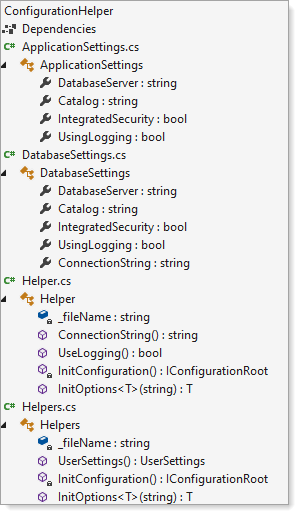 ConfigurationHelper
Dependencies
C# ApplicationSettings.cs
ApplicationSettings
DatabaseServer : string
Catalog : string
IntegratedSecurity : bool
UsingLogging : bool
C# DatabaseSettings.cs
DatabaseSettings
DatabaseServer : string
Catalog : string
IntegratedSecurity : bool
UsingLogging : bool
ConnectionString : string
C# Helper.cs
Helper
_fileName : string
ConnectionString() : string
UseLogging() : bool
InitConfiguration() : IConfigurationRoot
InitOptions<T>(string) : T
C# Helpers.cs
Helpers
_fileName : string
UserSettings() : UserSettings
InitConfiguration() : IConfigurationRoot
InitOptions<T>(string) : T